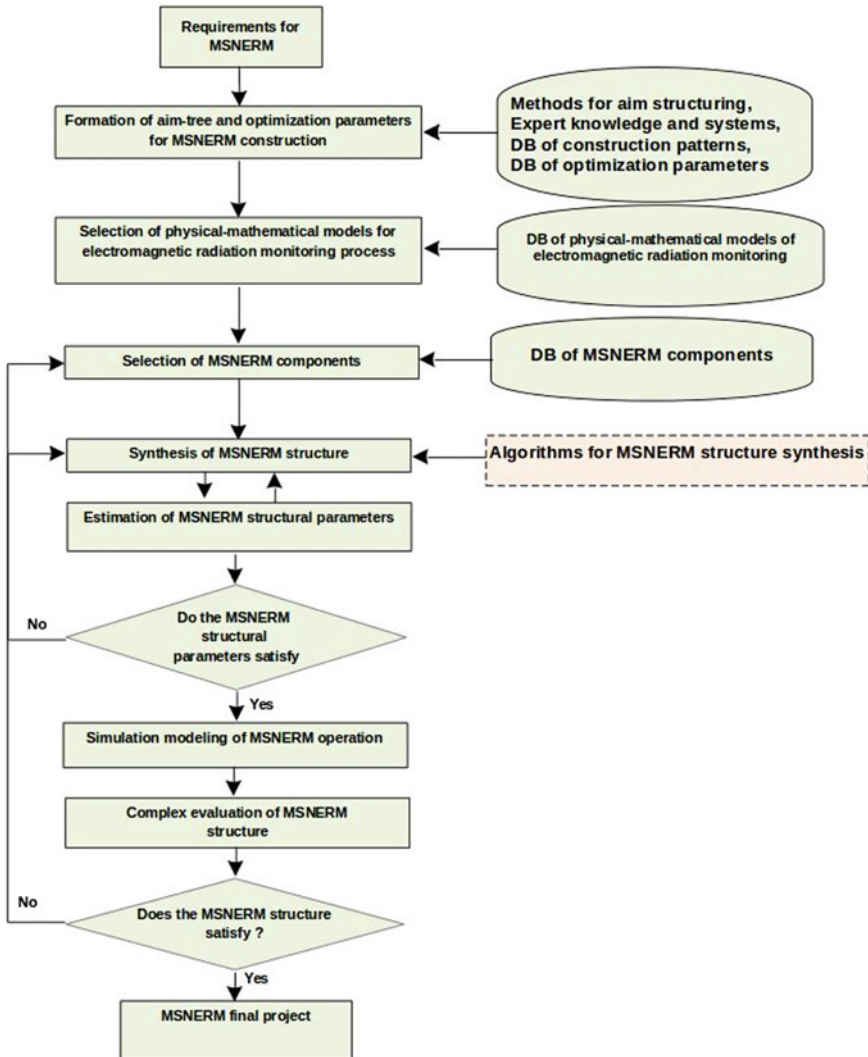 Requirements for
MSNERM
Formation of aim-tree and optimization parameters
for MSNERM construction
Methods for aim structuring,
Expert knowledge and systems,
DB of construction patterns,
DB of optimization parameters
Selection of physical-mathematical models for
electromagnetic radiation monitoring process
DB of physical-mathematical models of
electromagnetic radiation monitoring
Selection of MSNERM components
DB of MSNERM components
Synthesis of MSNERM structure
Algorithms for MSNERM structure synthesis
Estimation of MSNERM structural parameters
No
Do the MSNERM
structural
parameters satisfy
Yes
Simulation modeling of MSNERM operation
Complex evaluation of MSNERM
structure
No
Does the MSNERM structure
satisfy ?
Yes
MSNERM final project